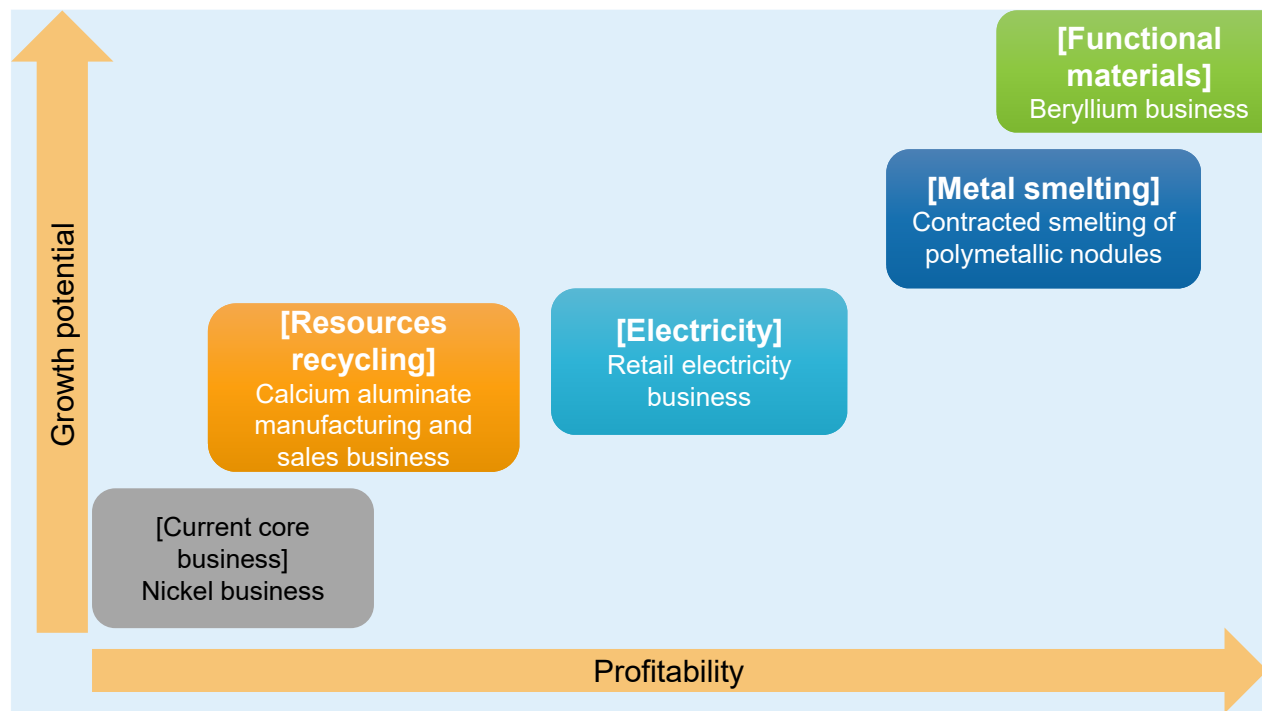 [Functional
materials]
Beryllium business
[Metal smelting]
Contracted smelting of
polymetallic nodules
Growth potential
[Resources
recycling]
Calcium aluminate
manufacturing and
sales business
[Electricity]
Retail electricity
business
[Current core
business]
Nickel business
Profitability